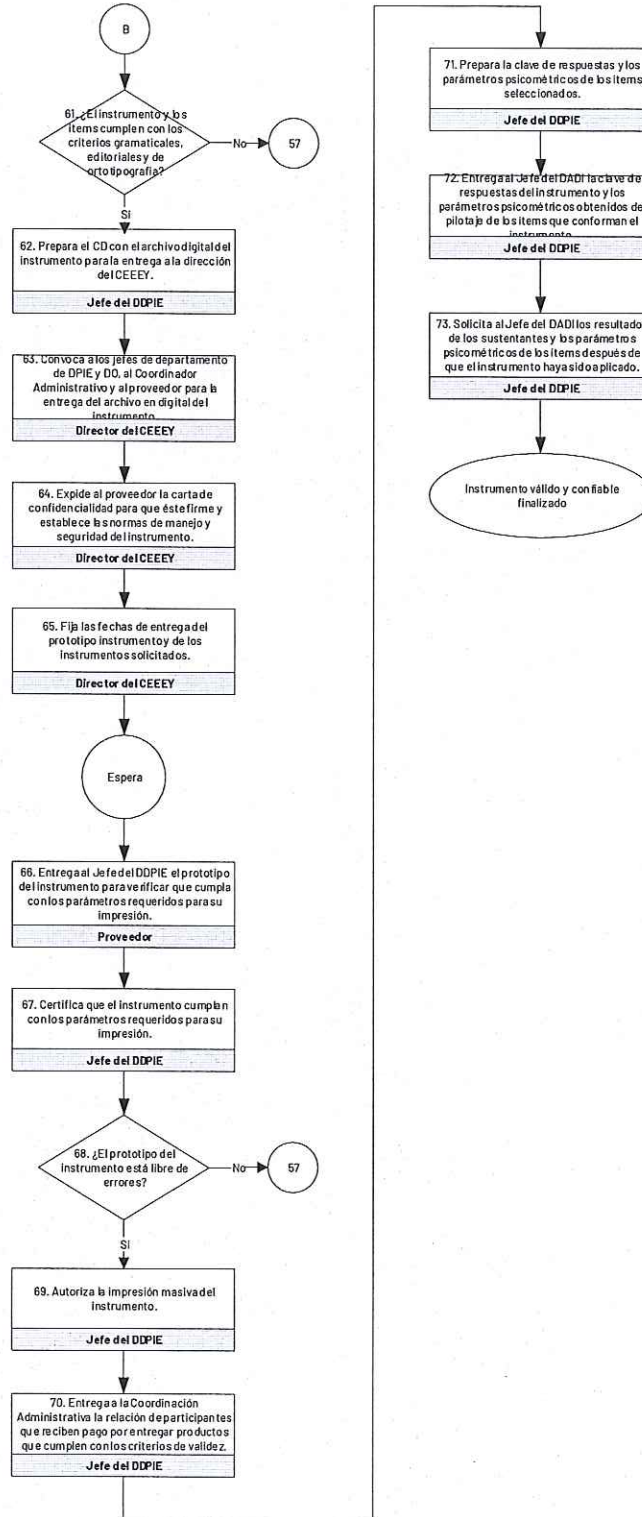 B
61. ¿El instrumento y los
ítems cumplen con los
criterios gramaticales,
editoriales y de
ortotipografía?
No
57
Sí
62. Prepara el CD con el archivo digital del
instrumento para la entrega a la dirección
del CEEEY.
Jefe del DDPIE
63. Convoca a los jefes de departamento
de DPIE y DO, al Coordinador
Administrativo y al proveedor para la
entrega del archivo en digital del
instrumento.
Director del CEEEY
64. Expide al proveedor la carta de
confidencialidad para que éste firme y
establece las normas de manejo y
seguridad del instrumento.
Director del CEEEY
65. Fija las fechas de entrega del
prototipo instrumento y de los
instrumentos solicitados.
Director del CEEEY
Espera
66. Entrega al Jefe del DDPIE el prototipo
del instrumento para verificar que cumpla
con los parámetros requeridos para su
impresión.
Proveedor
67. Certifica que el instrumento cumplan
con los parámetros requeridos para su
impresión.
Jefe del DDPIE
68. ¿El prototipo del
instrumento está libre de
errores?
No
57
Sí
69. Autoriza la impresión masiva del
instrumento.
Jefe del DDPIE
70. Entrega a la Coordinación
Administrativa la relación de participantes
que reciben pago por entregar productos
que cumplen con los criterios de validez.
Jefe del DDPIE
71. Prepara la clave de respuestas y los
parámetros psicométricos de los ítems
seleccionados.
Jefe del DDPIE
72. Entrega al Jefe del DADI la clave de
respuestas del instrumento y los
parámetros psicométricos obtenidos de
pilotaje de los ítems que conforman el
instrumento.
Jefe del DDPIE
73. Solicita al Jefe del DADI los resultado
de los sustentantes y los parámetros
psicométricos de los ítems después de
que el instrumento haya sido aplicado.
Jefe del DDPIE
Instrumento válido y confiable
finalizado